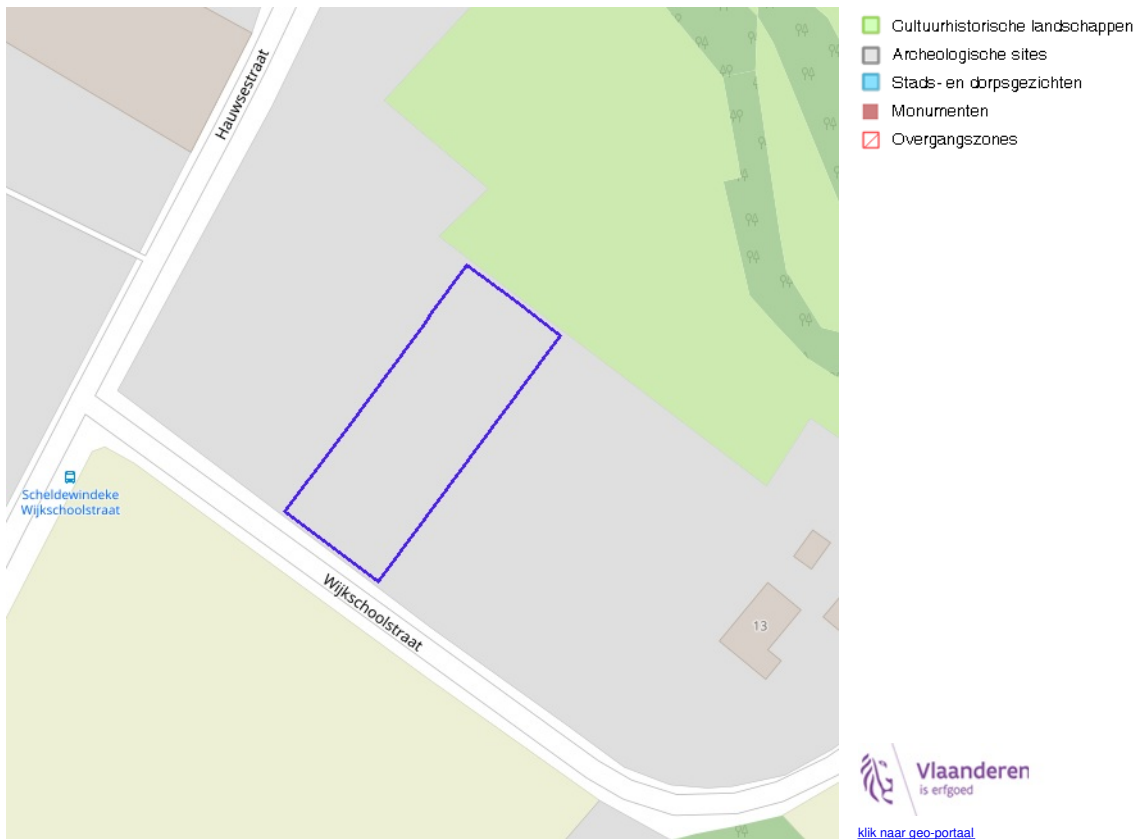 Hauwsestraat
Scheldewindeke
Wijkschoolstraat
Wijkschoolstraat
13
Cultuurhistorische landschappen
Archeologische sites
Stads- en dorpsgezichten
Monumenten
Overgangszones
Vlaanderen
is erfgoed
klik naar geo-portaal